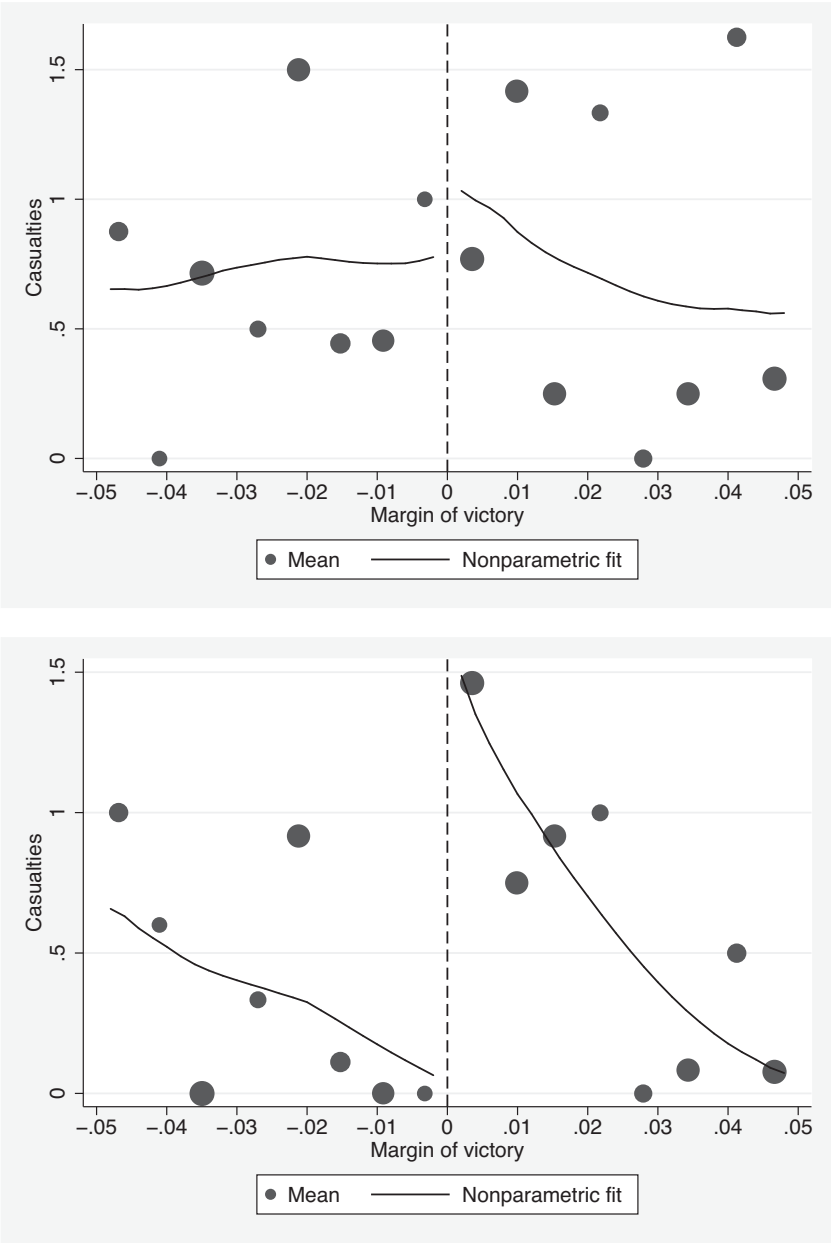 1.5
1
.5
0
Casualties
−.05 −.04 −.03 −.02 −.01 0 .01 .02 .03 .04 .05
Margin of victory
Mean Nonparametric fit
1.5
1
.5
0
Casualties
−.05 −.04 −.03 −.02 −.01 0 .01 .02 .03 .04 .05
Margin of victory
Mean Nonparametric fit